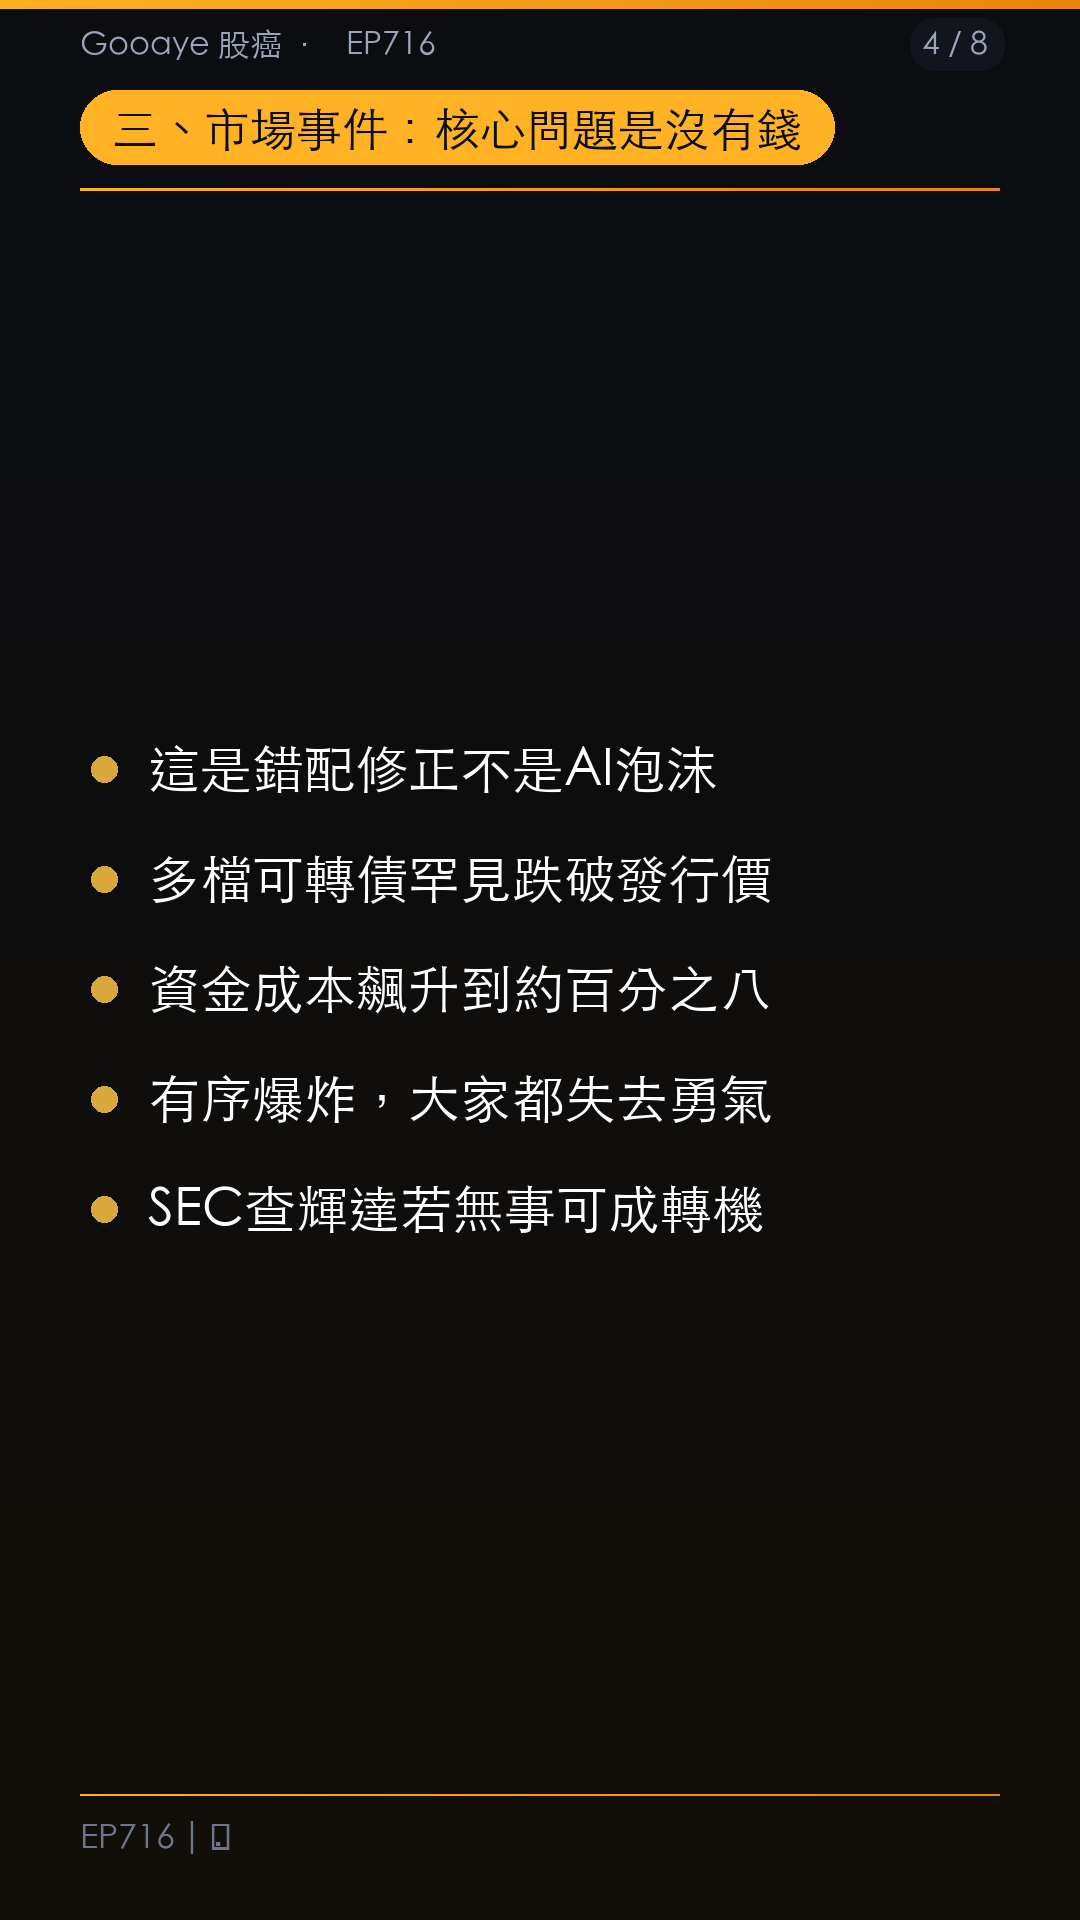 Gooaye 股癌 · EP716
4 / 8
三、市場事件：核心問題是沒有錢
這是錯配修正不是AI泡沫
多檔可轉債罕見跌破發行價
資金成本飆升到約百分之八
有序爆炸，大家都失去勇氣
SEC查輝達若無事可成轉機
EP716 |